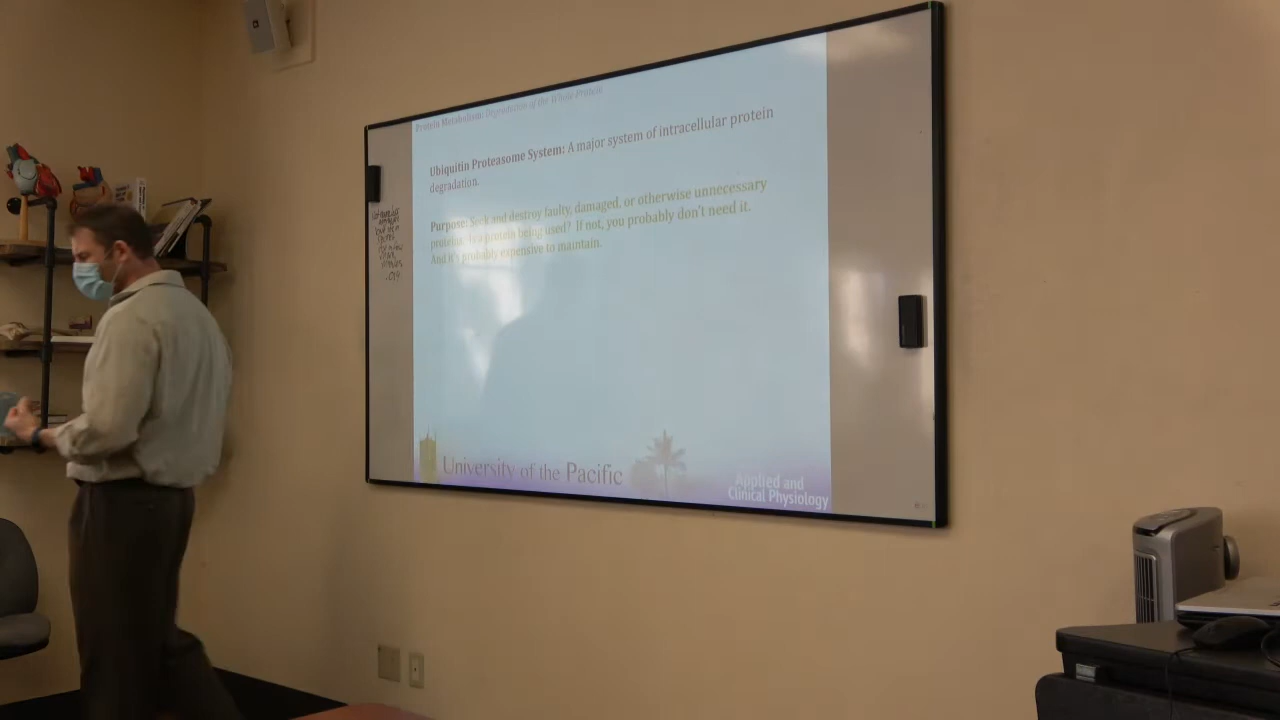 Protein Metabolism: Degradation of the Whole Protein
Ubiquitin Proteasome System: A major system of intracellular protein
degradation.
Purpose: Seek and destroy faulty, damaged, or otherwise unnecessary
proteins. Is a protein being used? If not, you probably don't need it.
And it's probably expensive to maintain.
University of the Pacific
Applied and
Clinical Physiology